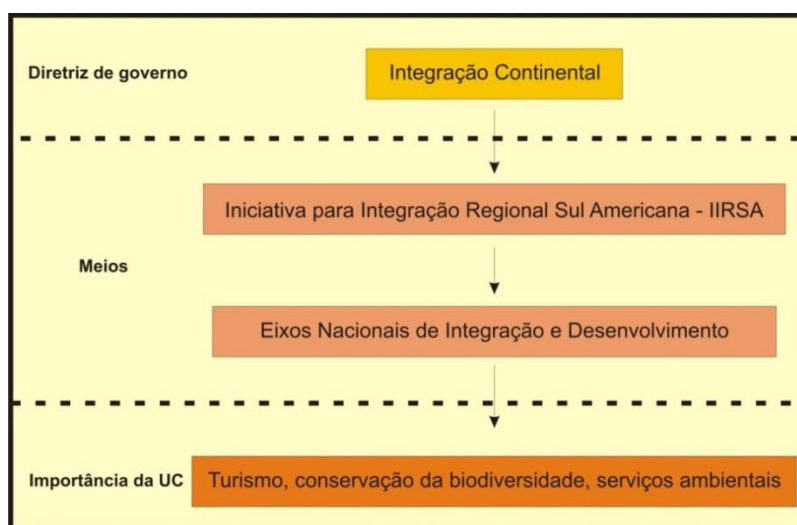 Diretriz de governo
Integração Continental
Iniciativa para Integração Regional Sul Americana - IIRSA
Meios
Eixos Nacionais de Integração e Desenvolvimento
Importância da UC
Turismo, conservação da biodiversidade, serviços ambientais